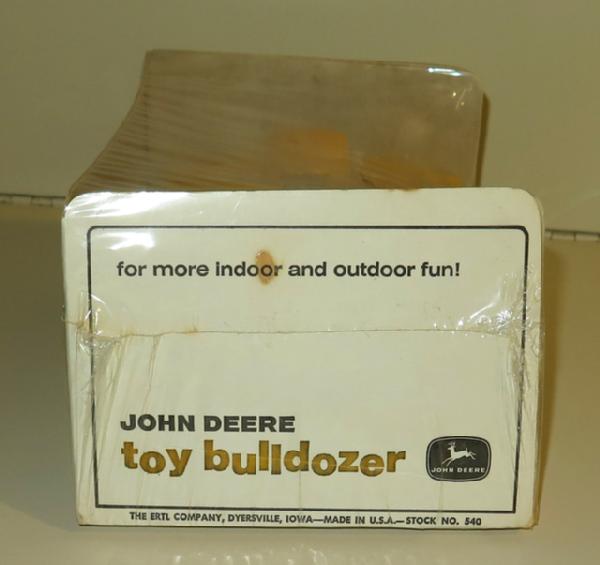 for more indoor and outdoor fun!
JOHN DEERE
toy bulldozer
JOHN DEERE
THE ERTL COMPANY, DYERSVILLE, IOWA—MADE IN U.S.A.—STOCK NO. 540